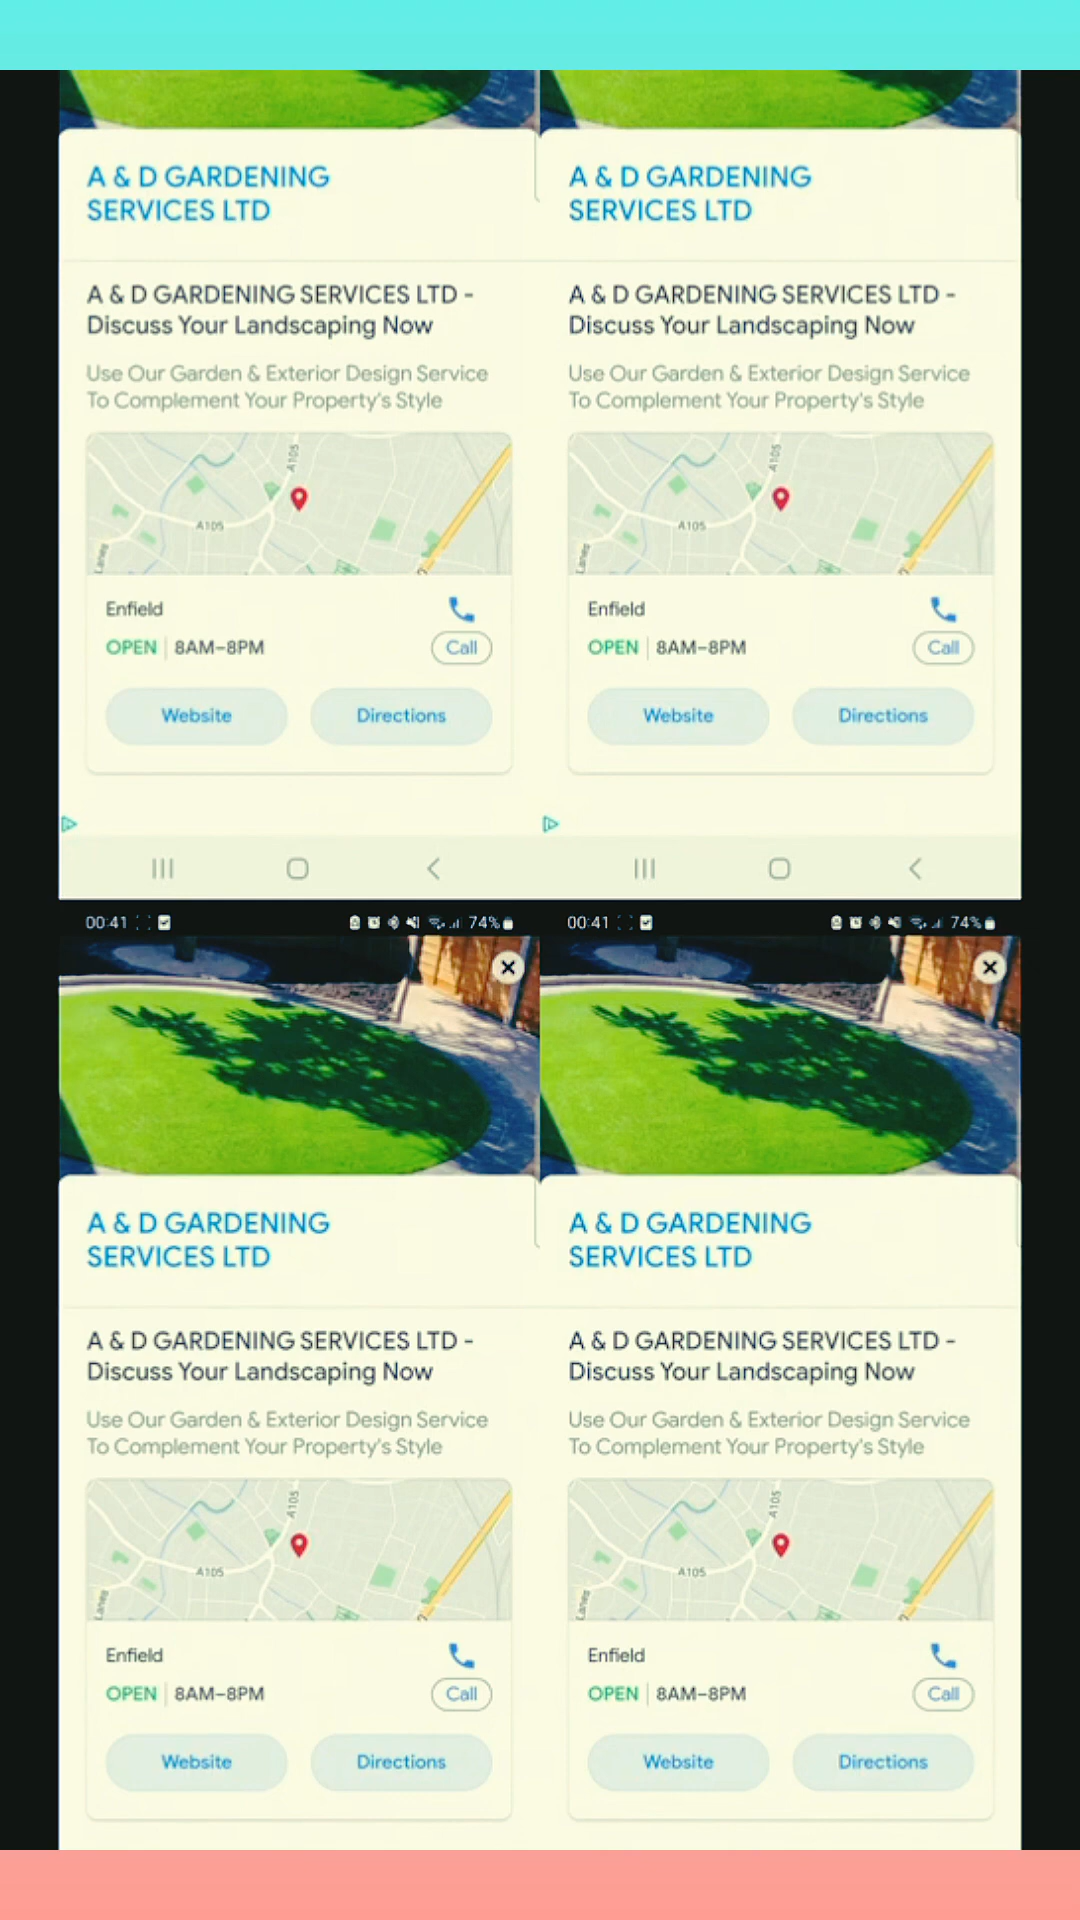 A & D GARDENING
SERVICES LTD
A & D GARDENING SERVICES LTD -
Discuss Your Landscaping Now
Use Our Garden & Exterior Design Service
To Complement Your Property's Style
A105
A105
Lanes
Enfield
OPEN | 8AM–8PM
Call
Website
Directions
A & D GARDENING
SERVICES LTD
A & D GARDENING SERVICES LTD -
Discuss Your Landscaping Now
Use Our Garden & Exterior Design Service
To Complement Your Property's Style
A105
A105
Lanes
Enfield
OPEN | 8AM–8PM
Call
Website
Directions
00:41 74%
A & D GARDENING
SERVICES LTD
A & D GARDENING SERVICES LTD -
Discuss Your Landscaping Now
Use Our Garden & Exterior Design Service
To Complement Your Property's Style
A105
A105
Lanes
Enfield
OPEN | 8AM–8PM
Call
Website
Directions
00:41 74%
A & D GARDENING
SERVICES LTD
A & D GARDENING SERVICES LTD -
Discuss Your Landscaping Now
Use Our Garden & Exterior Design Service
To Complement Your Property's Style
A105
A105
Lanes
Enfield
OPEN | 8AM–8PM
Call
Website
Directions